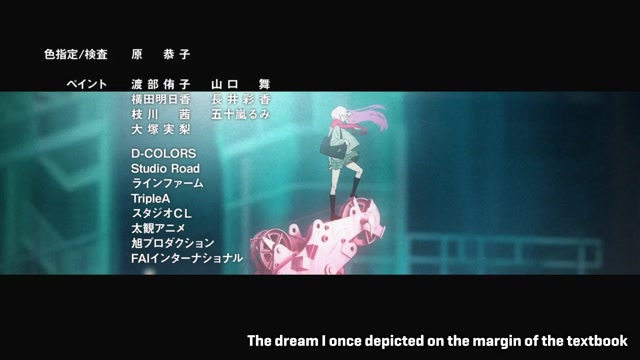 色指定/検査 原 恭子
ペイント 渡部侑子 山口 舞
横田明日香 長井彩香
枝川 茜 五十嵐るみ
大塚実梨
D-COLORS
Studio Road
ラインファーム
TripleA
スタジオCL
太観アニメ
旭プロダクション
FAIインターナショナル
The dream I once depicted on the margin of the textbook